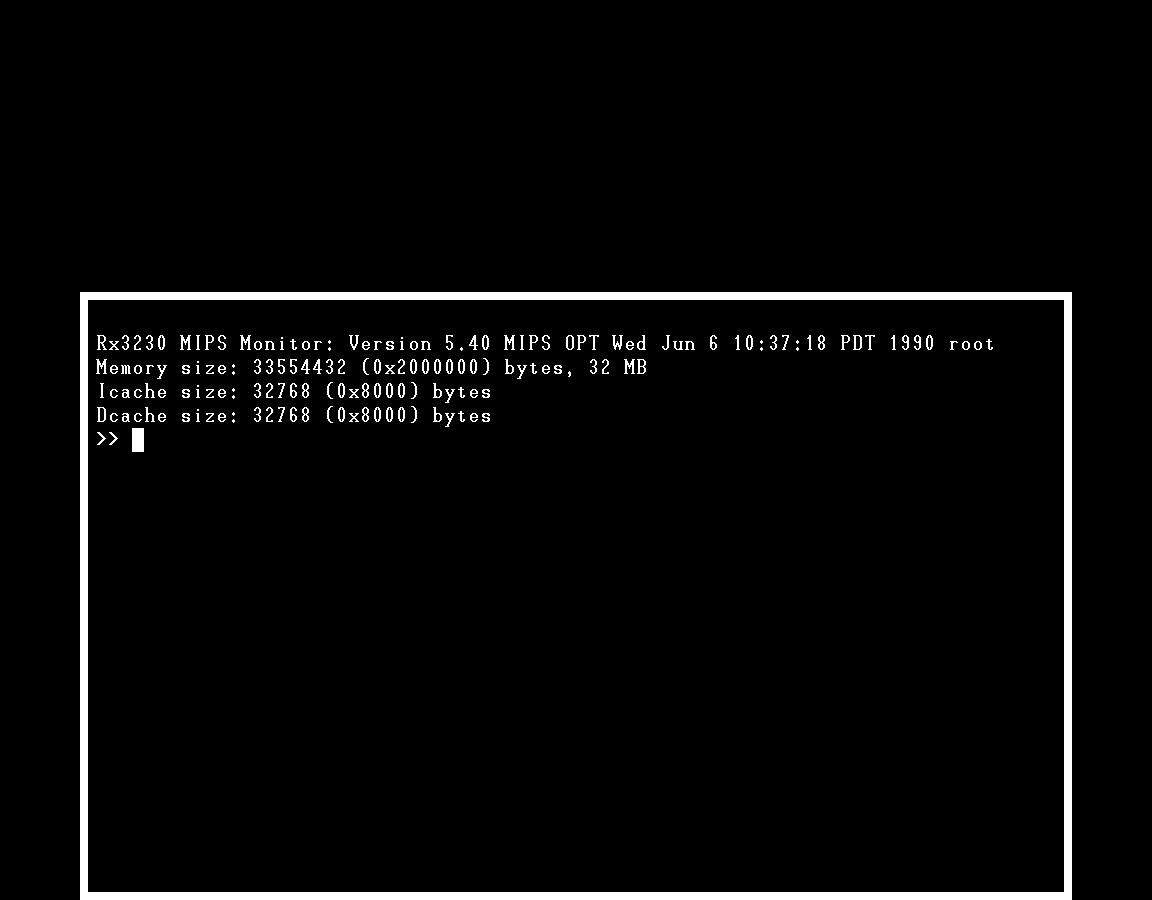 Rx3230 MIPS Monitor: Version 5.40 MIPS OPT Wed Jun 6 10:37:18 PDT 1990 root
Memory size: 33554432 (0x2000000) bytes, 32 MB
Icache size: 32768 (0x8000) bytes
Dcache size: 32768 (0x8000) bytes
>>